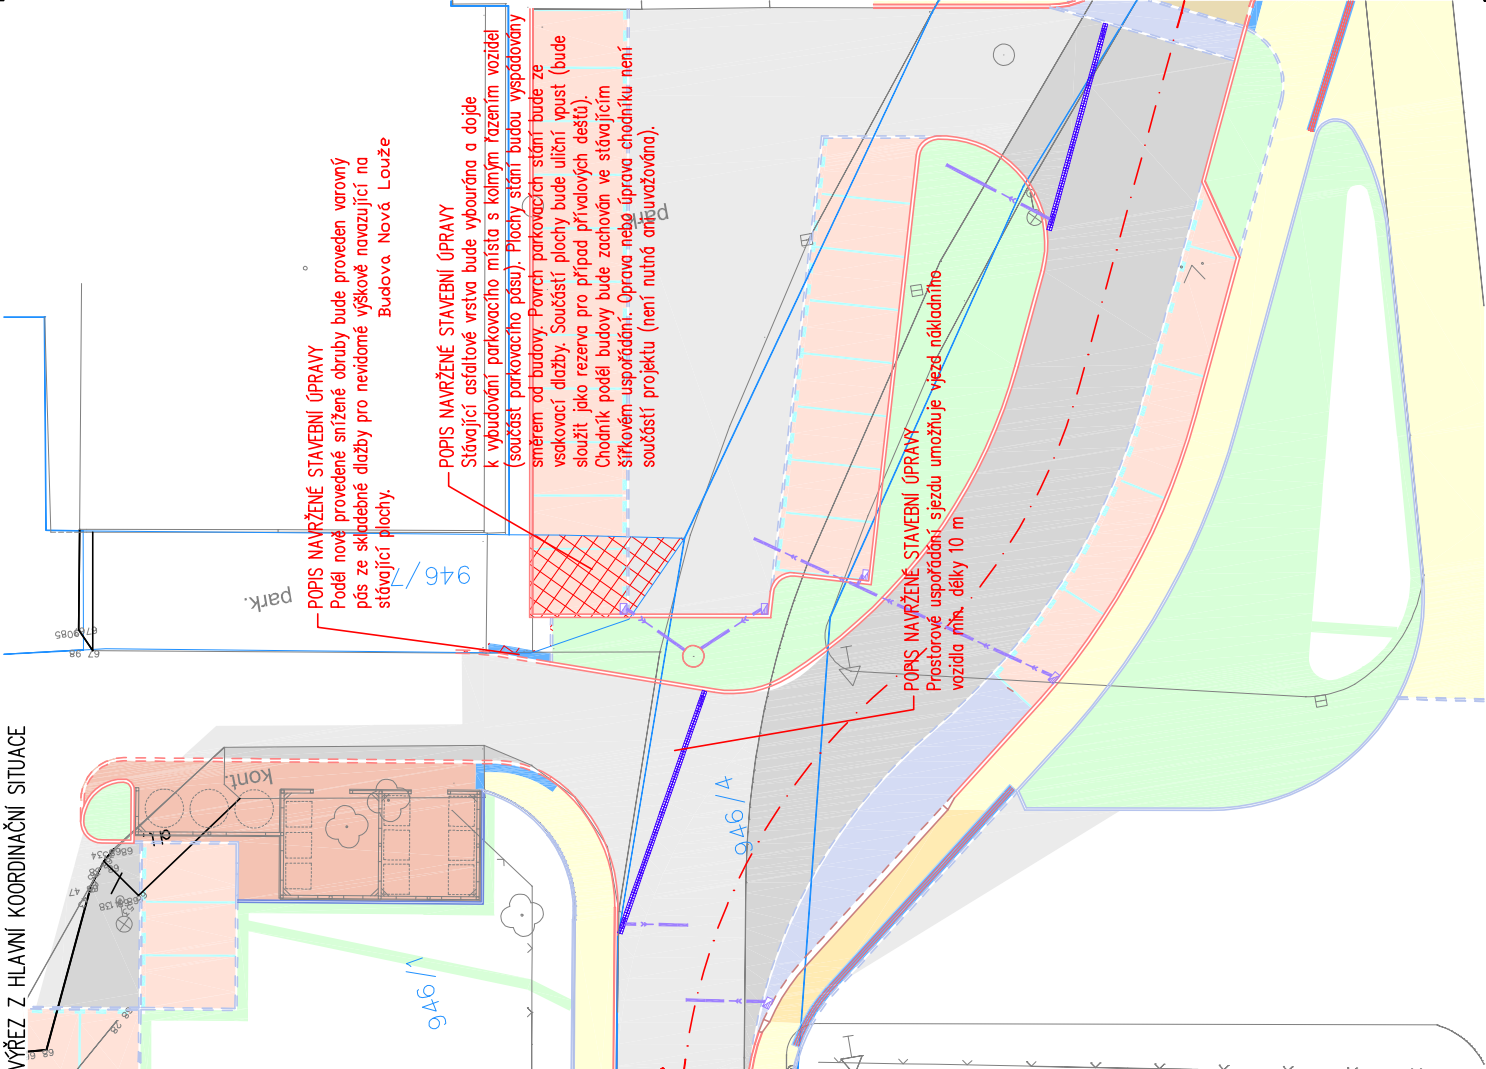 VÝŘEZ Z HLAVNÍ KOORDINAČNÍ SITUACE
POPIS NAVRŽENÉ STAVEBNÍ ÚPRAVY
Podél nově provedené snížené obruby bude proveden varovný
pás ze skladebné dlažby pro nevidomé výškově navazující na
stávající plochy.
Budova Nová Louže
POPIS NAVRŽENÉ STAVEBNÍ ÚPRAVY
Stávající asfaltové vrstva bude vybourána a dojde
k vybudování parkovacího místa s kolmým řazením vozidel
(součást parkovacího pásu). Plochy stání budou vyspádovány
směrem od budovy. Povrch parkovacích stání bude ze
vsakovací dlažby. Součástí plochy bude uliční vpust (bude
sloužit jako rezerva pro případ přívalových dešťů).
Chodník podél budovy bude zachován ve stávajícím
šířkovém uspořádání. Oprava nebo úprava chodníku není
součástí projektu (není nutná ani uvažována).
POPIS NAVRŽENÉ STAVEBNÍ ÚPRAVY
Prostorové uspořádání sjezdu umožňuje vjezd nákladního
vozidla min. délky 10 m
park.
park.
kont.
946/7
946/4
946/1